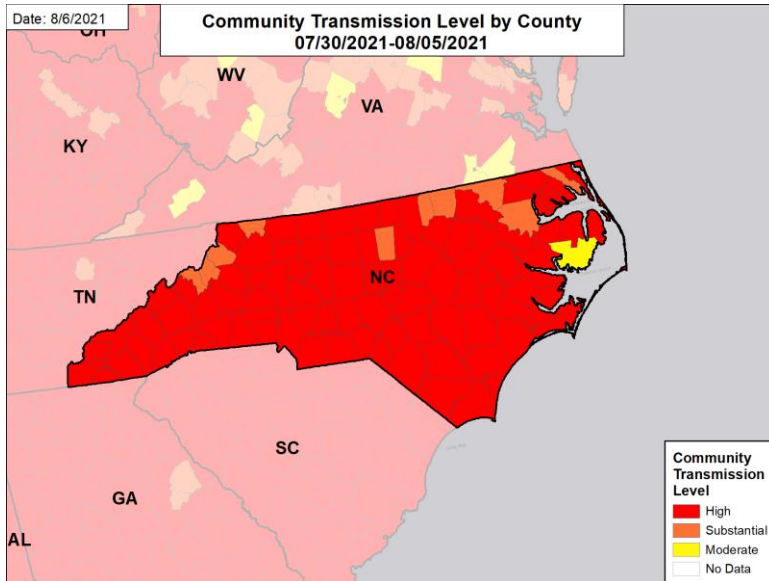 Date: 8/6/2021
Community Transmission Level by County
07/30/2021-08/05/2021
OH
WV
VA
KY
NC
TN
SC
GA
AL
Community
Transmission
Level
High
Substantial
Moderate
No Data